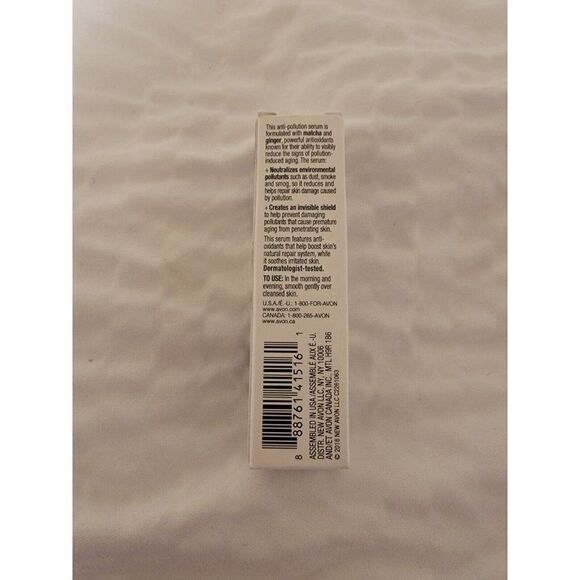 This anti-pollution serum is
formulated with matcha and
ginger, powerful antioxidants
known for their ability to visibly
reduce the signs of pollution-
induced aging. The serum:
+ Neutralizes environmental
pollutants such as dust, smoke
and smog, so it reduces and
helps repair skin damage caused
by pollution.
+ Creates an invisible shield
to help prevent damaging
pollutants that cause premature
aging from penetrating skin.
This serum features anti-
oxidants that help boost skin's
natural repair system, while
it soothes irritated skin.
Dermatologist-tested.
TO USE: In the morning and
evening, smooth gently over
cleansed skin.
U.S.A./É.-U.: 1-800-FOR-AVON
www.avon.com
CANADA: 1-800-265-AVON
www.avon.ca
8 88761 41516 1
ASSEMBLED IN USA/ASSEMBLÉ AUX É.-U.
DISTR. NEW AVON LLC, NY, NY 10006
AND/ET AVON CANADA INC., MTL H9R 1B6
© 2018 NEW AVON LLC C2261063